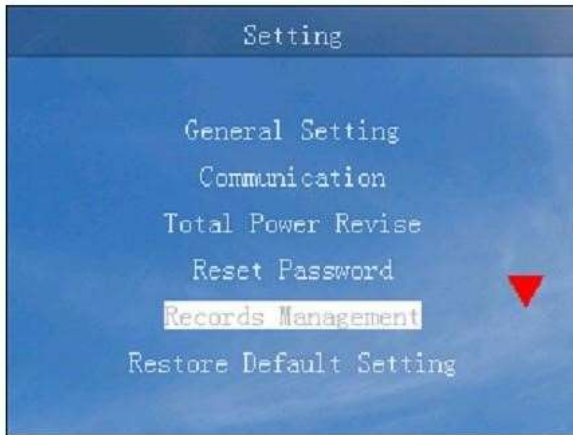 Setting
General Setting
Communication
Total Power Revise
Reset Password
Records Management
Restore Default Setting